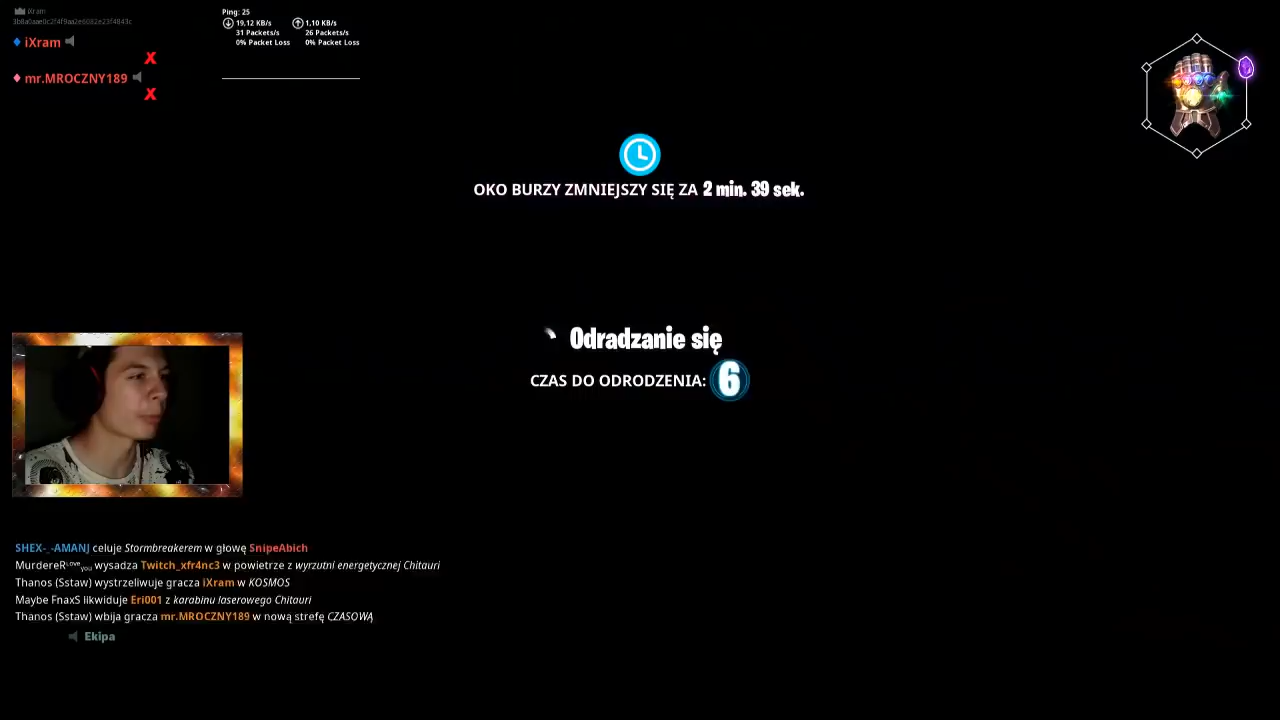 iXram
3b8a0aae0c2f4f9aa2e6682e23f4843c
iXram
X
mr.MROCZNY189
X
Ping: 25
19,12 KB/s 1,10 KB/s
31 Packets/s 26 Packets/s
0% Packet Loss 0% Packet Loss
OKO BURZY ZMNIEJSZY SIĘ ZA 2 min. 39 sek.
Odradzanie się
CZAS DO ODRODZENIA: 6
SHEX-_-AMANJ celuje Stormbreakerem w głowę SnipeAbich
MurdereRᴸᵒᵛᵉyou wysadza Twitch_xfr4nc3 w powietrze z wyrzutni energetycznej Chitauri
Thanos (Sstaw) wystrzeliwuje gracza iXram w KOSMOS
Maybe FnaxS likwiduje Eri001 z karabinu laserowego Chitauri
Thanos (Sstaw) wbija gracza mr.MROCZNY189 w nową strefę CZASOWĄ
Ekipa